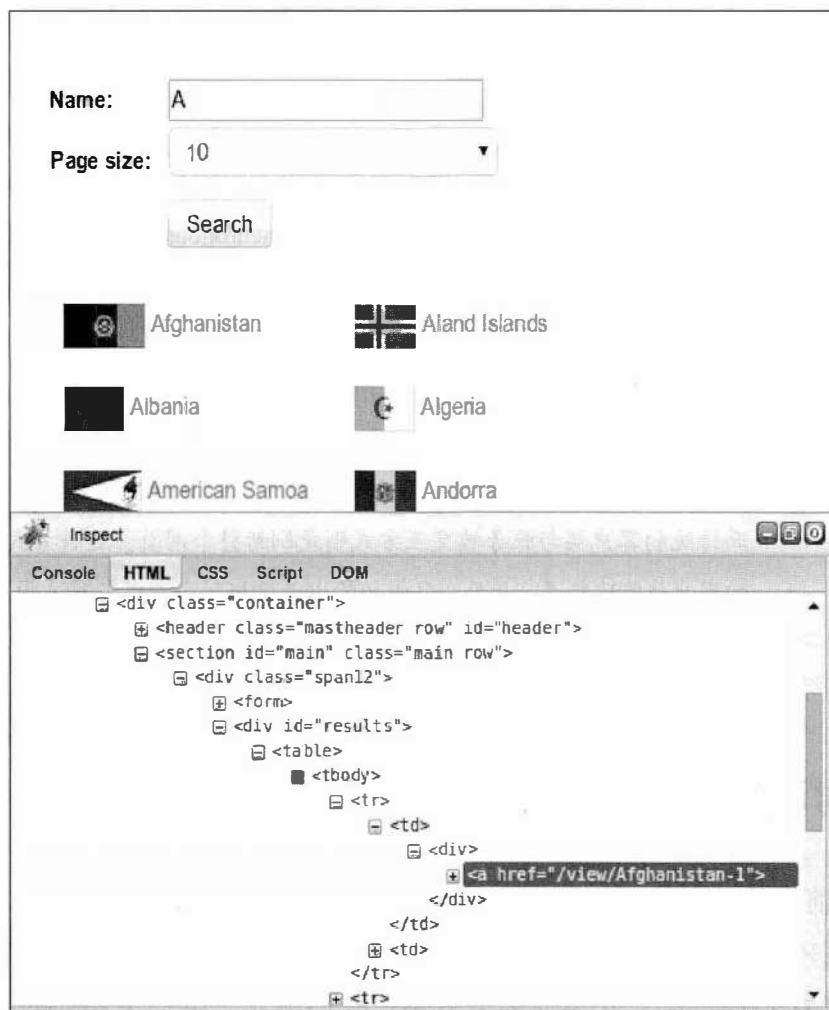 Name: A
Page size: 10
Search
Afghanistan Aland Islands
Albania Algeria
American Samoa Andorra
Inspect
Console HTML CSS Script DOM
<div class="container">
<header class="mastheader row" id="header">
<section id="main" class="main row">
<div class="span12">
<form>
<div id="results">
<table>
<tbody>
<tr>
<td>
<div>
<a href="/view/Afghanistan-1">
</div>
</td>
<td>
</tr>
<tr>